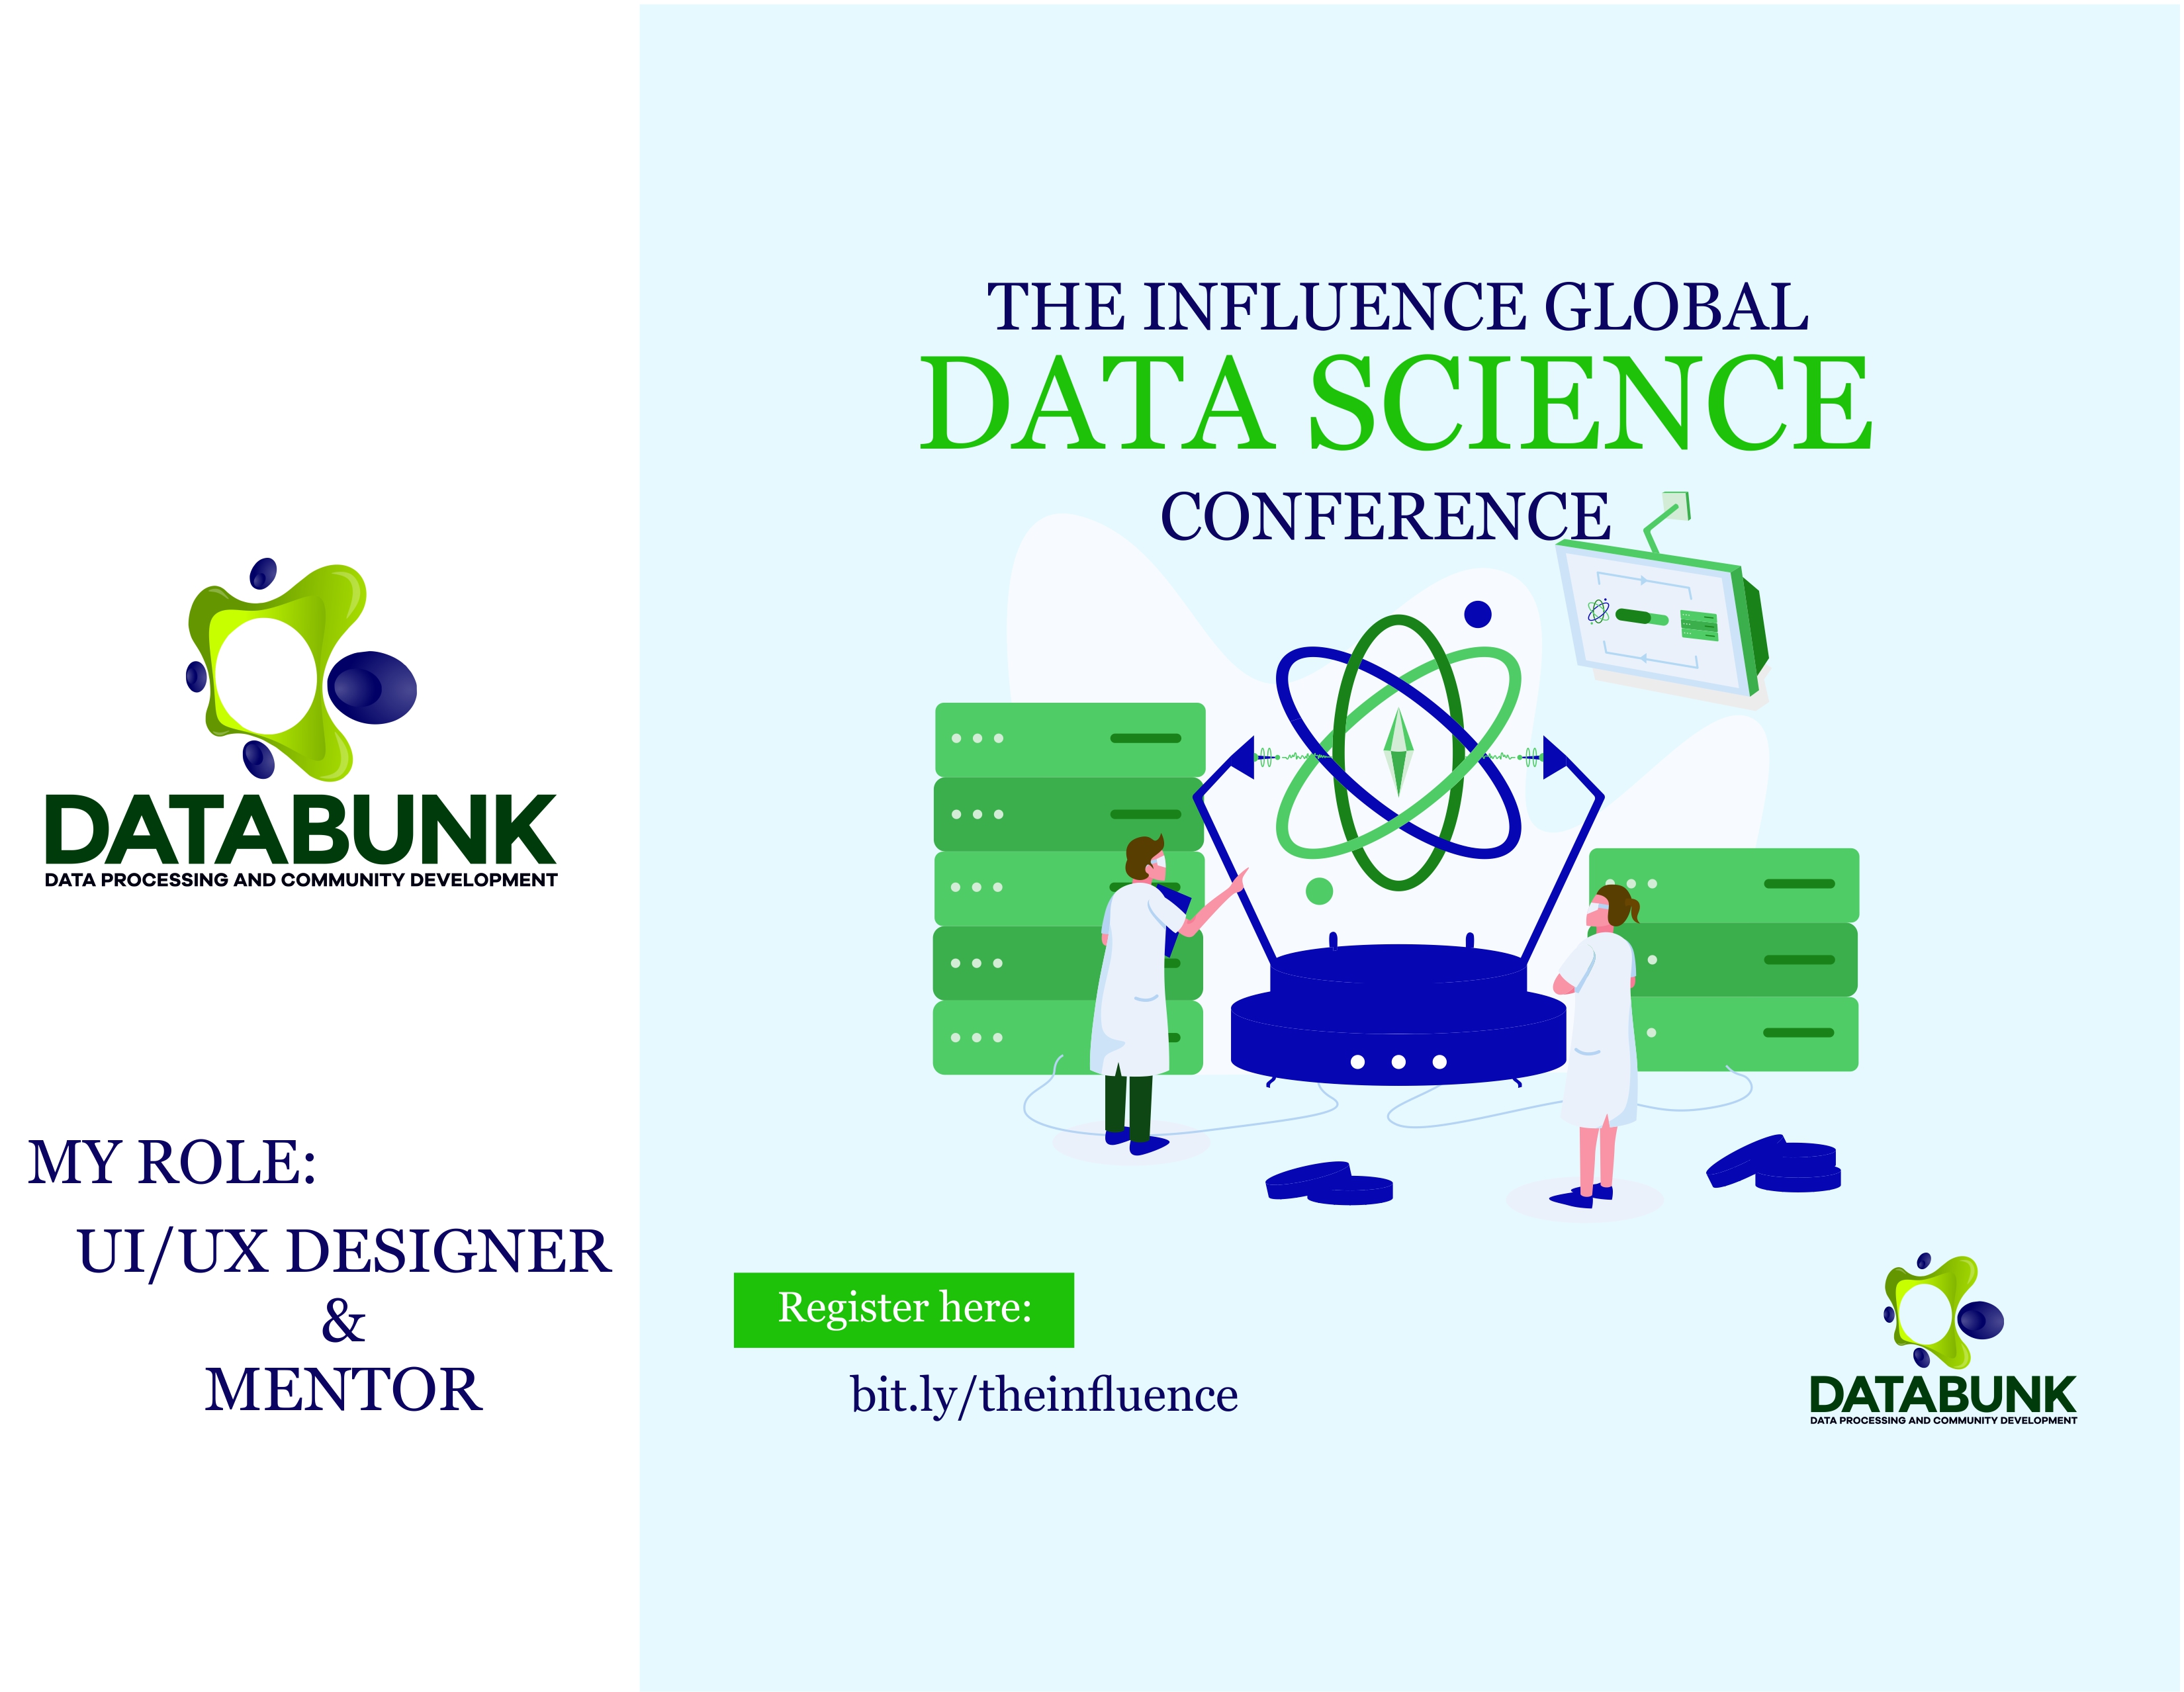 DATABUNK
DATA PROCESSING AND COMMUNITY DEVELOPMENT
MY ROLE:
UI/UX DESIGNER
&
MENTOR
THE INFLUENCE GLOBAL
DATA SCIENCE
CONFERENCE
Register here:
bit.ly/theinfluence
DATABUNK
DATA PROCESSING AND COMMUNITY DEVELOPMENT